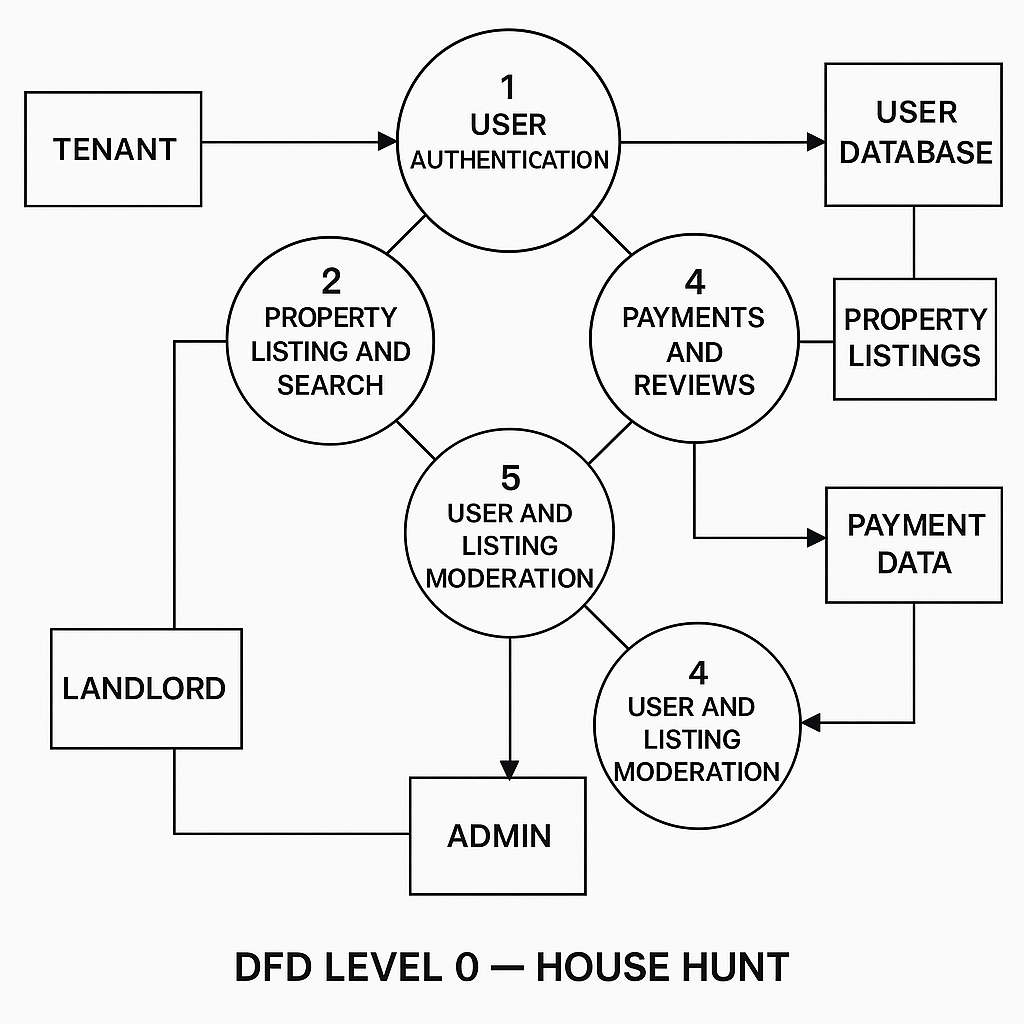 1
USER
AUTHENTICATION
TENANT
USER
DATABASE
2
PROPERTY
LISTING AND
SEARCH
4
PAYMENTS
AND
REVIEWS
PROPERTY
LISTINGS
5
USER AND
LISTING
MODERATION
PAYMENT
DATA
LANDLORD
4
USER AND
LISTING
MODERATION
ADMIN
DFD LEVEL 0 — HOUSE HUNT